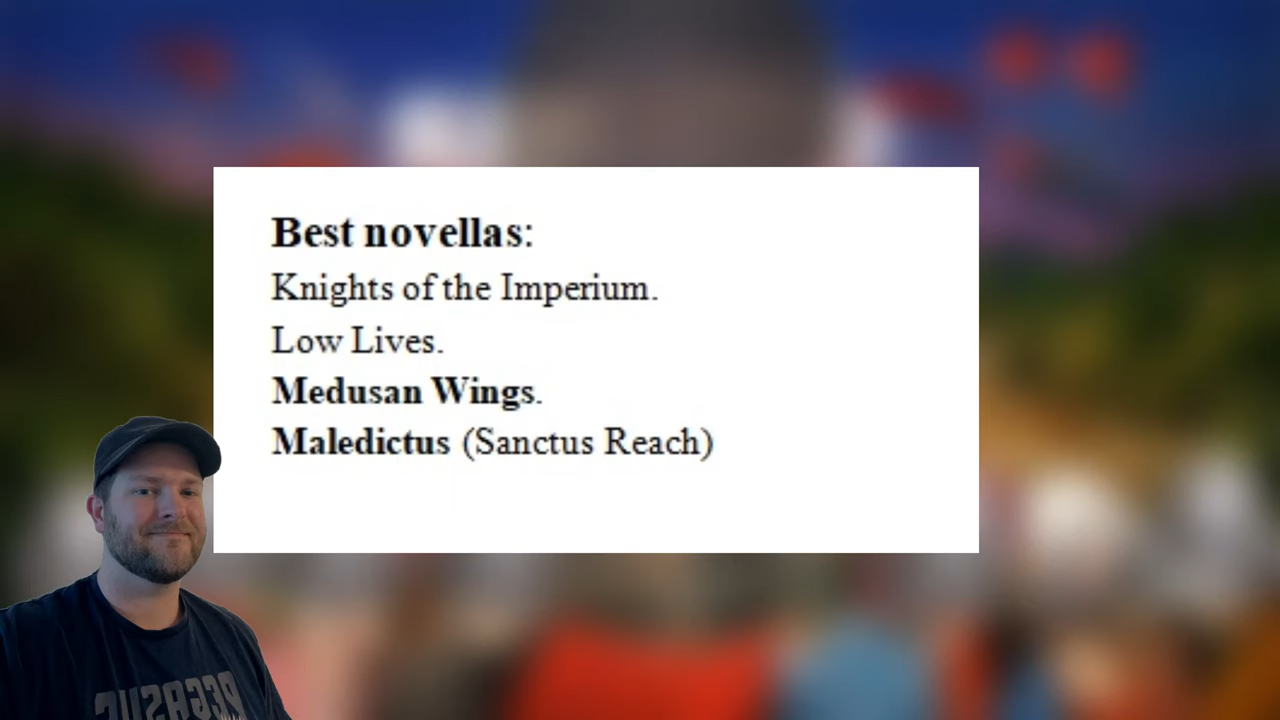 Best novellas:
Knights of the Imperium.
Low Lives.
Medusan Wings.
Maledictus (Sanctus Reach)